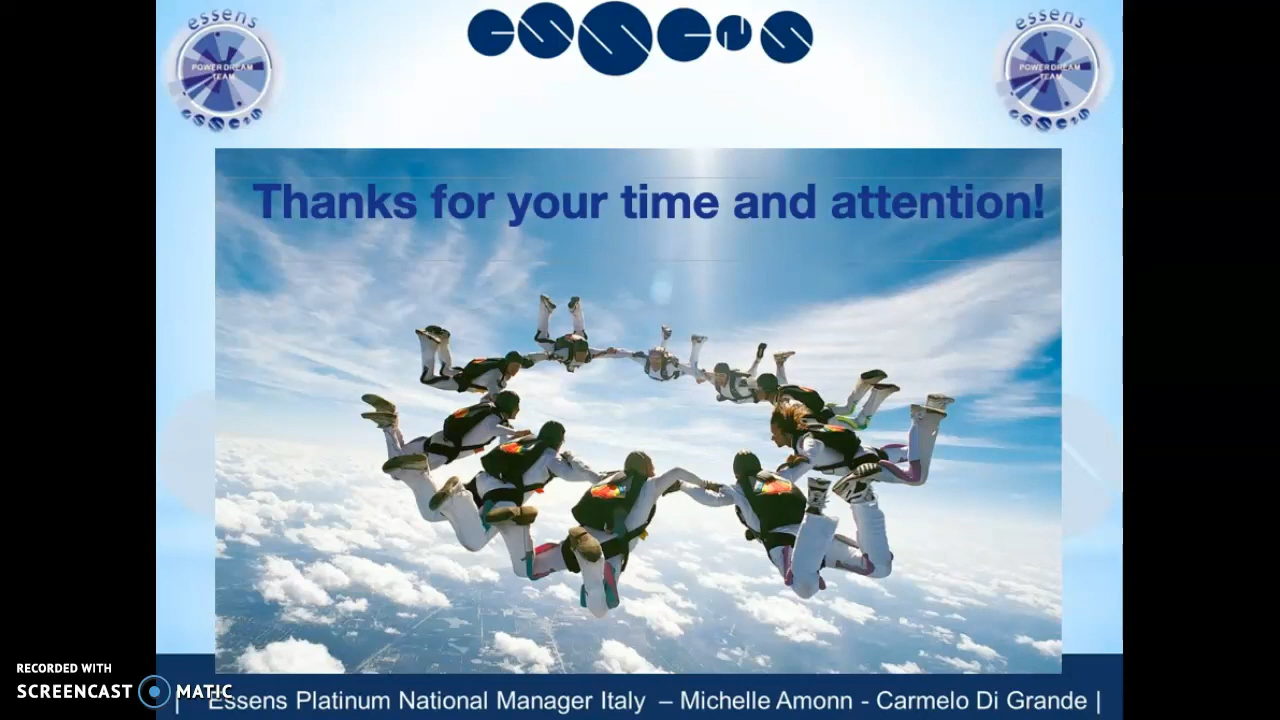 essens
essens
essens
POWER DREAM
TEAM
POWER DREAM
TEAM
essens
essens
Thanks for your time and attention!
RECORDED WITH
SCREENCAST MATIC
| Essens Platinum National Manager Italy – Michelle Amonn - Carmelo Di Grande |